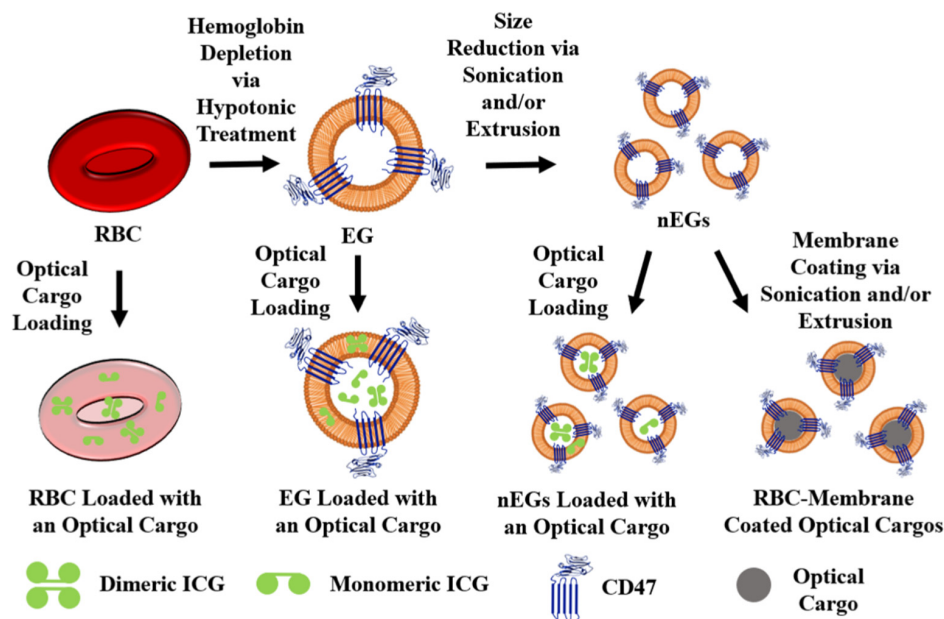 Hemoglobin
Depletion
via
Hypotonic
Treatment
Size
Reduction via
Sonication
and/or
Extrusion
RBC
EG
nEGs
Optical
Cargo
Loading
Optical
Cargo
Loading
Optical
Cargo
Loading
Membrane
Coating via
Sonication and/or
Extrusion
RBC Loaded with
an Optical Cargo
EG Loaded with
an Optical Cargo
nEGs Loaded with
an Optical Cargo
RBC-Membrane
Coated Optical Cargos
Dimeric ICG
Monomeric ICG
CD47
Optical
Cargo